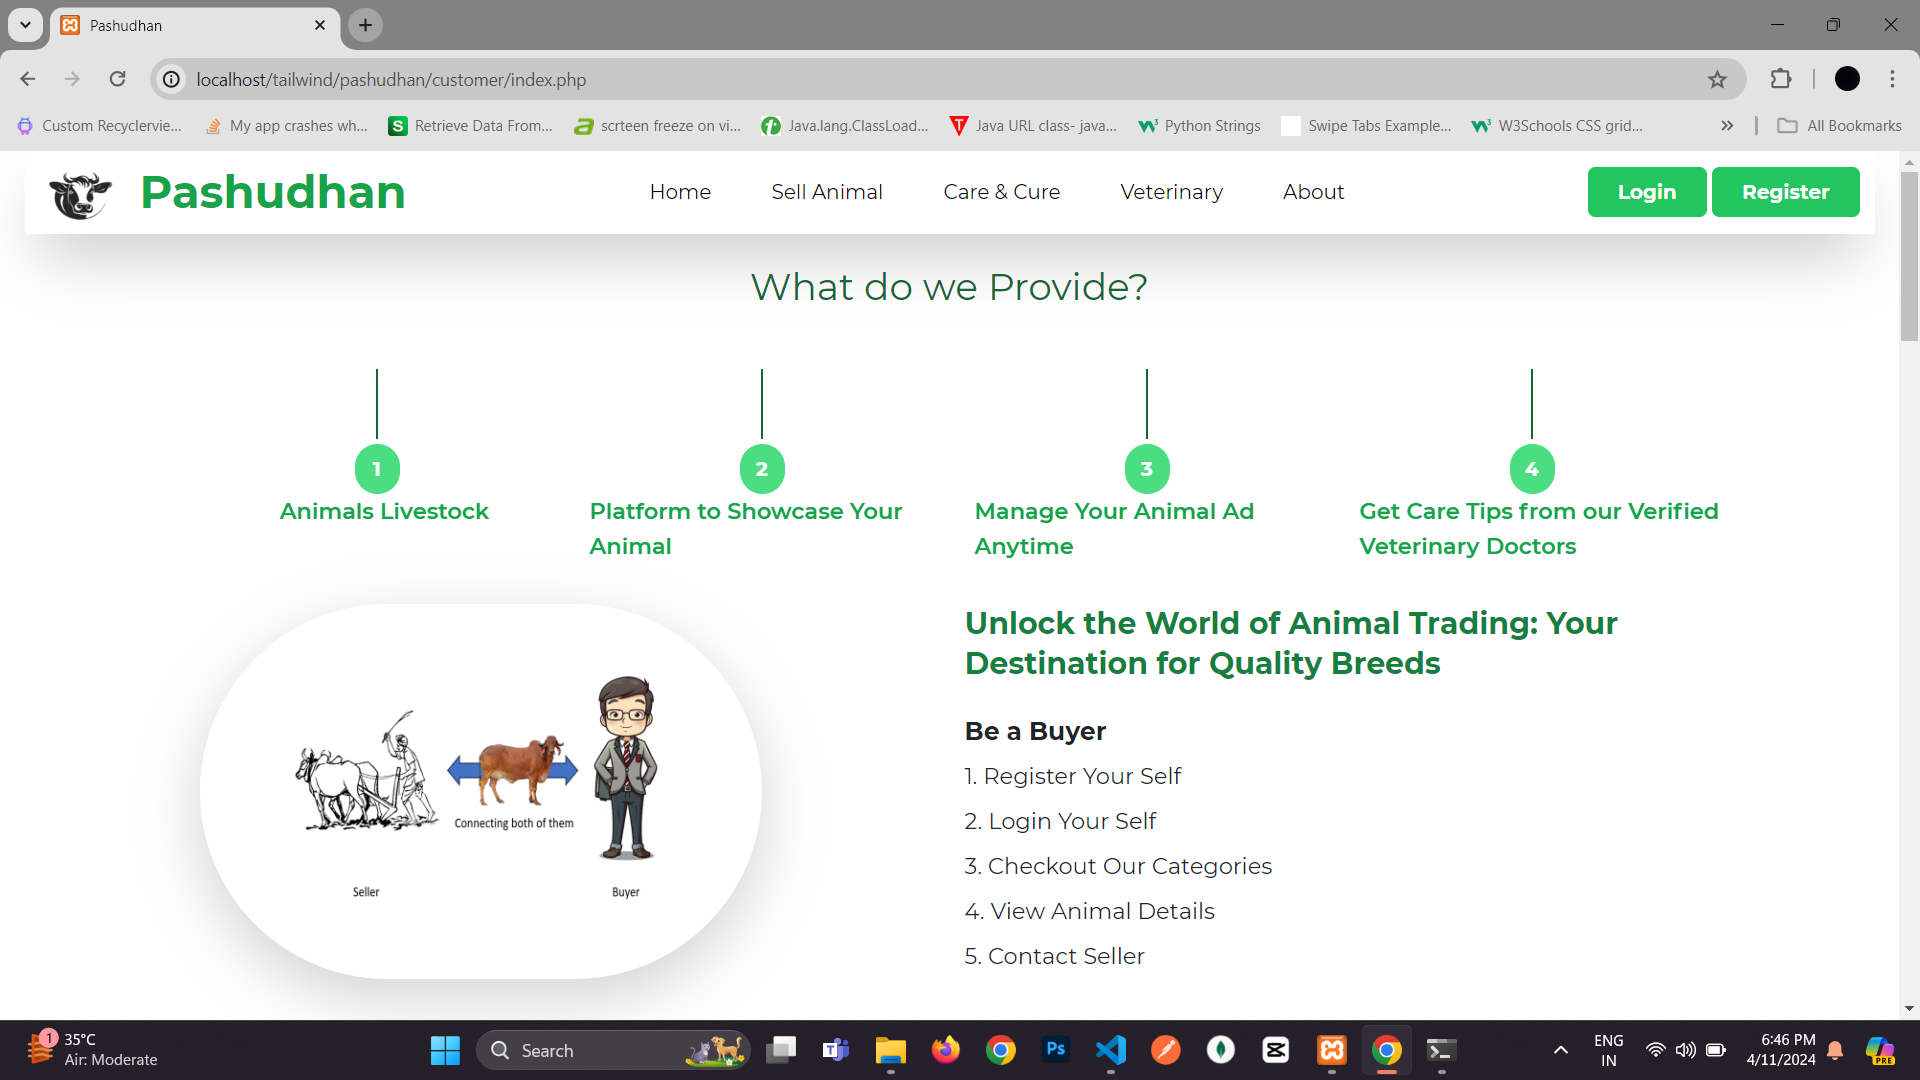 Pashudhan
localhost/tailwind/pashudhan/customer/index.php
Custom Recyclervie...
My app crashes wh...
S
Retrieve Data From...
scrteen freeze on vi...
Java.lang.ClassLoad...
Java URL class- java...
Python Strings
Swipe Tabs Example...
W3Schools CSS grid...
All Bookmarks
Pashudhan
Home
Sell Animal
Care & Cure
Veterinary
About
Login
Register
What do we Provide?
1
2
3
4
Animals Livestock
Platform to Showcase Your
Animal
Manage Your Animal Ad
Anytime
Get Care Tips from our Verified
Veterinary Doctors
Connecting both of them
Seller
Buyer
Unlock the World of Animal Trading: Your
Destination for Quality Breeds
Be a Buyer
1. Register Your Self
2. Login Your Self
3. Checkout Our Categories
4. View Animal Details
5. Contact Seller
1
35°C
Air: Moderate
Search
Ps
ENG
IN
6:46 PM
4/11/2024
PRE